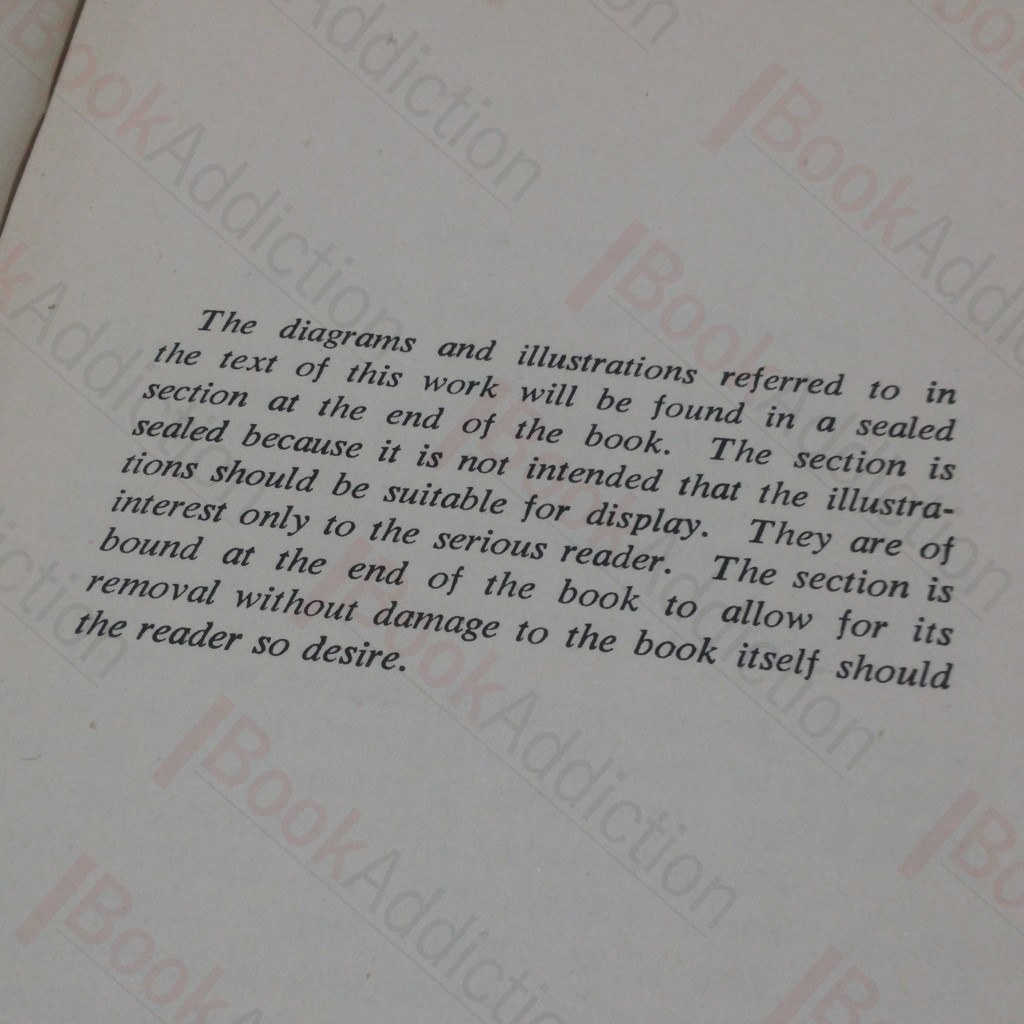 The diagrams and illustrations referred to in
the text of this work will be found in a sealed
section at the end of the book. The section is
sealed because it is not intended that the illustra-
tions should be suitable for display. They are of
interest only to the serious reader. The section is
bound at the end of the book to allow for its
removal without damage to the book itself should
the reader so desire.
BookAddiction